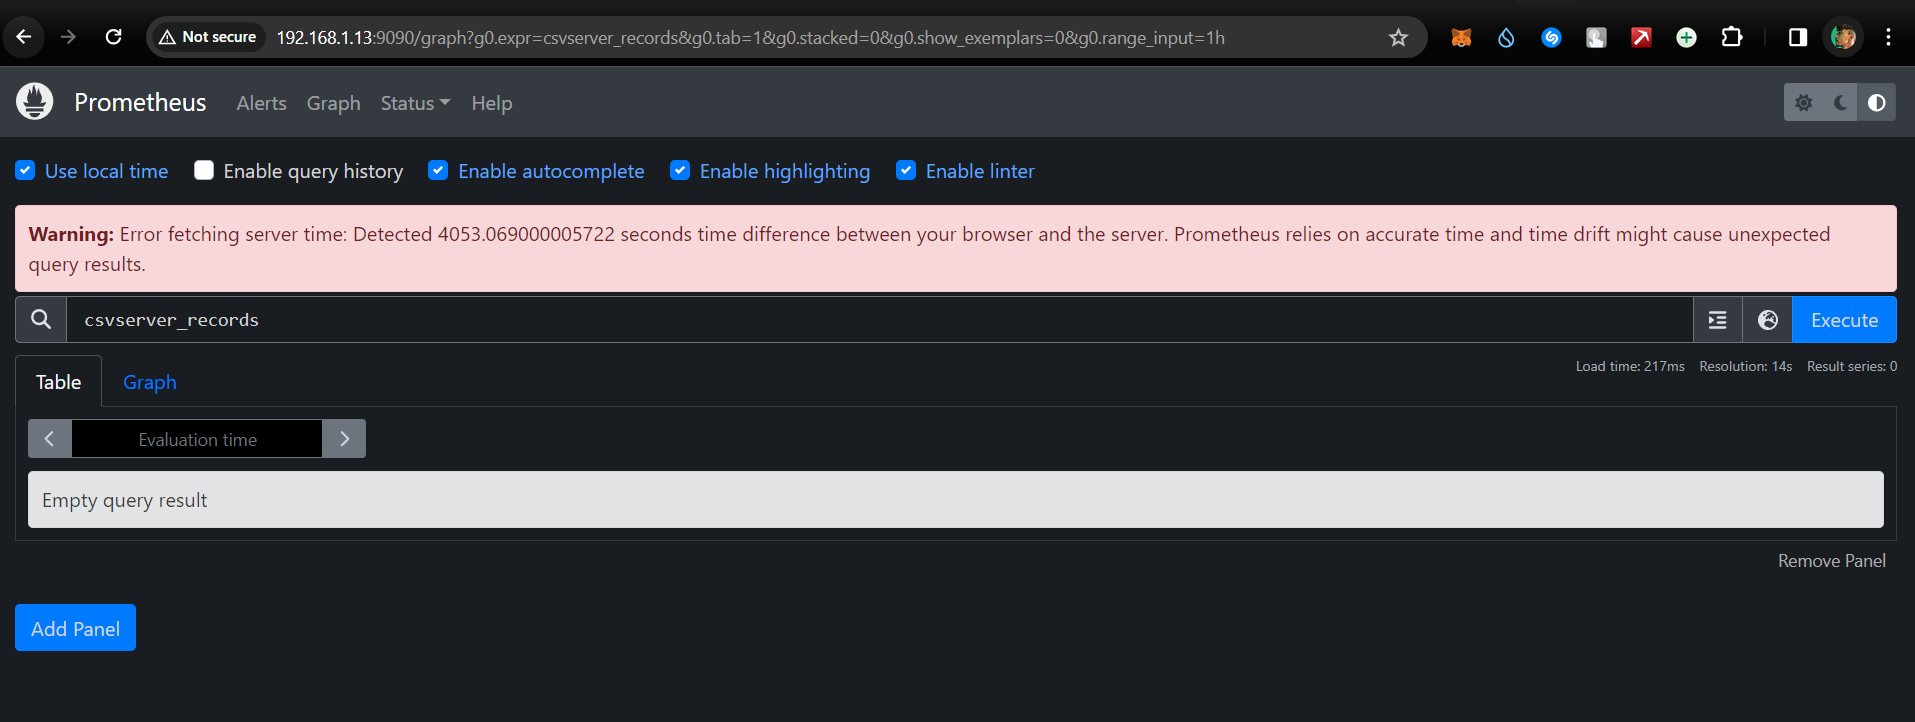 Not secure 192.168.1.13:9090/graph?g0.expr=csvserver_records&g0.tab=1&g0.stacked=0&g0.show_exemplars=0&g0.range_input=1h
Prometheus Alerts Graph Status Help
Use local time Enable query history Enable autocomplete Enable highlighting Enable linter
Warning: Error fetching server time: Detected 4053.069000005722 seconds time difference between your browser and the server. Prometheus relies on accurate time and time drift might cause unexpected
query results.
csvserver_records Execute
Table Graph Load time: 217ms Resolution: 14s Result series: 0
Evaluation time
Empty query result
Remove Panel
Add Panel